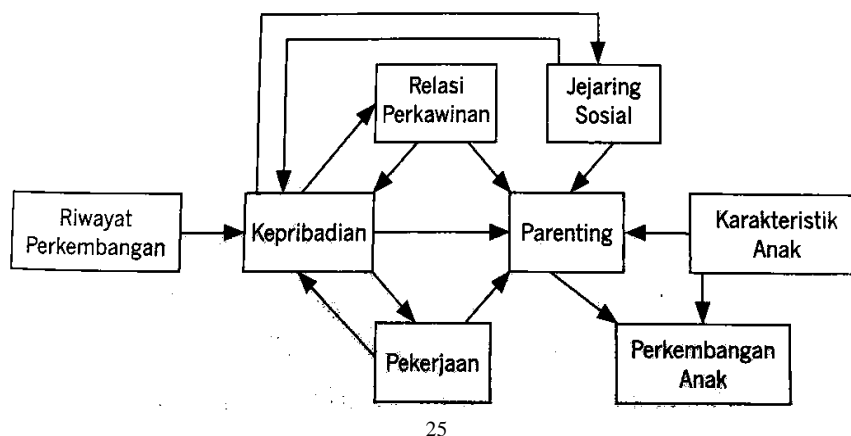 Relasi
Perkawinan
Jejaring
Sosial
Riwayat
Perkembangan
Kepribadian
Parenting
Karakteristik
Anak
Pekerjaan
Perkembangan
Anak
25